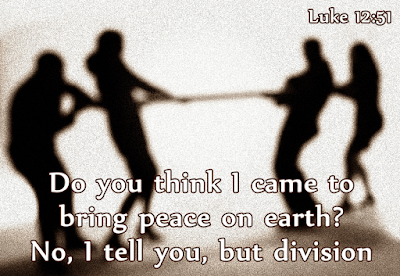 Luke 12:51
Do you think I came to
bring peace on earth?
No, I tell you, but division